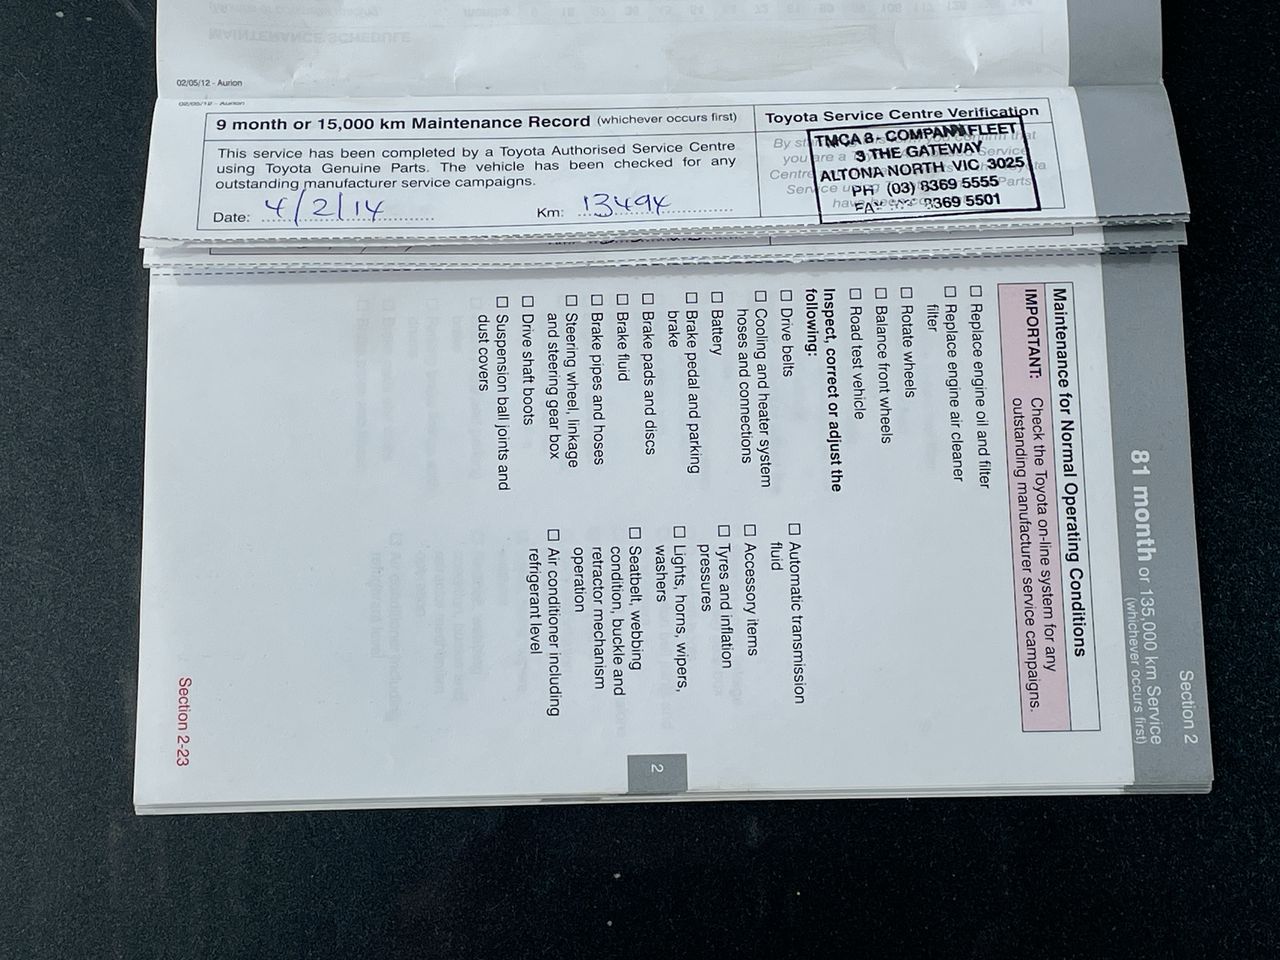 02/05/12 - Aurion
02/05/12 - Aurion
9 month or 15,000 km Maintenance Record (whichever occurs first)
This service has been completed by a Toyota Authorised Service Centre
using Toyota Genuine Parts. The vehicle has been checked for any
outstanding manufacturer service campaigns.
Date: 4/2/14 Km: 13494
Toyota Service Centre Verification
TMCA 8 - COMPANY FLEET
3 THE GATEWAY
ALTONA NORTH VIC 3025
PH (03) 8369 5555
8369 5501
Section 2
81 month or 135,000 km Service
(whichever occurs first)
Maintenance for Normal Operating Conditions
IMPORTANT: Check the Toyota on-line system for any
outstanding manufacturer service campaigns.
☐ Replace engine oil and filter
☐ Replace engine air cleaner
filter
☐ Rotate wheels
☐ Balance front wheels
☐ Road test vehicle
Inspect, correct or adjust the
following:
☐ Drive belts
☐ Cooling and heater system
hoses and connections
☐ Battery
☐ Brake pedal and parking
brake
☐ Brake pads and discs
☐ Brake fluid
☐ Brake pipes and hoses
☐ Steering wheel, linkage
and steering gear box
☐ Drive shaft boots
☐ Suspension ball joints and
dust covers
☐ Automatic transmission
fluid
☐ Accessory items
☐ Tyres and inflation
pressures
☐ Lights, horns, wipers,
washers
☐ Seatbelt, webbing
condition, buckle and
retractor mechanism
operation
☐ Air conditioner including
refrigerant level
2
Section 2-23